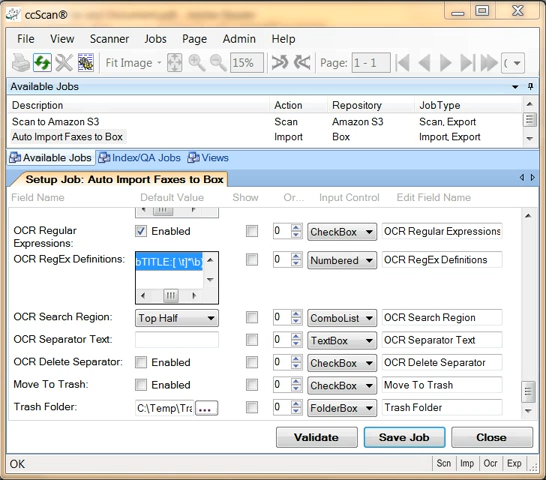 ccScan®
File View Scanner Jobs Page Admin Help
Fit Image 15% Page: 1 - 1 (
Available Jobs
Description Action Repository JobType
Scan to Amazon S3 Scan Amazon S3 Scan, Export
Auto Import Faxes to Box Import Box Import, Export
Available Jobs Index/QA Jobs Views
Setup Job: Auto Import Faxes to Box
Field Name Default Value Show Or... Input Control Edit Field Name
OCR Regular Expressions: Enabled 0 CheckBox OCR Regular Expressions
OCR RegEx Definitions: bTITLE:[ \t]*\b 0 Numbered OCR RegEx Definitions
OCR Search Region: Top Half 0 ComboList OCR Search Region
OCR Separator Text: 0 TextBox OCR Separator Text
OCR Delete Separator: Enabled 0 CheckBox OCR Delete Separator
Move To Trash: Enabled 0 CheckBox Move To Trash
Trash Folder: C:\Temp\Tra ... 0 FolderBox Trash Folder
Validate Save Job Close
OK Scn Imp Ocr Exp